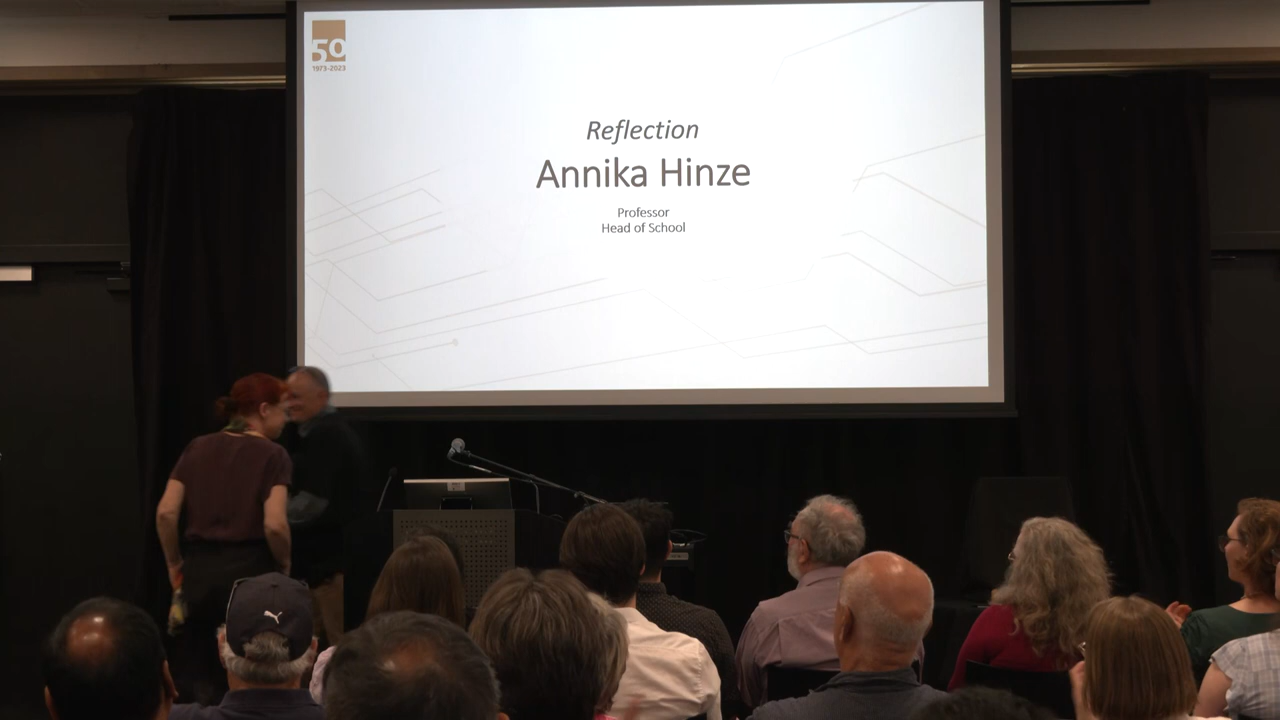 50
1973-2023
Reflection
Annika Hinze
Professor
Head of School